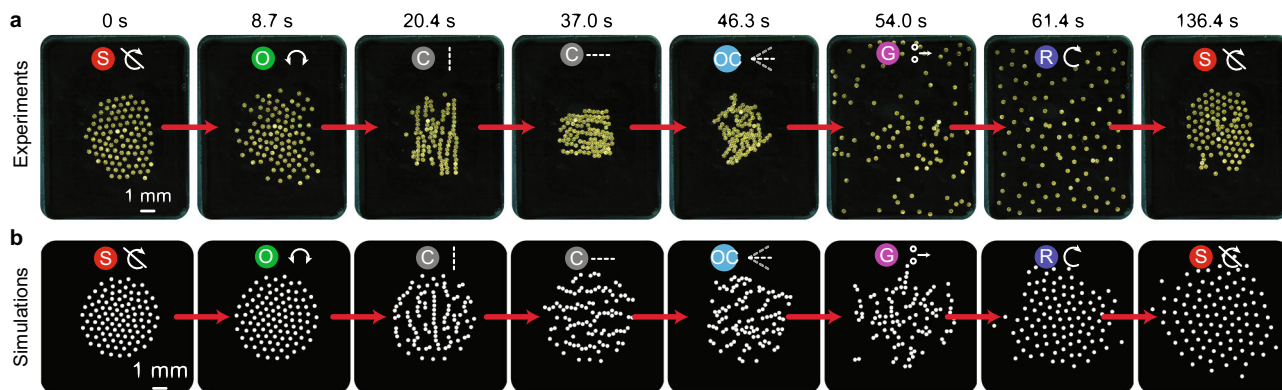 0 s 8.7 s 20.4 s 37.0 s 46.3 s 54.0 s 61.4 s 136.4 s
a
Experiments
S O C C OC G R S
1 mm
b
Simulations
S O C C OC G R S
1 mm